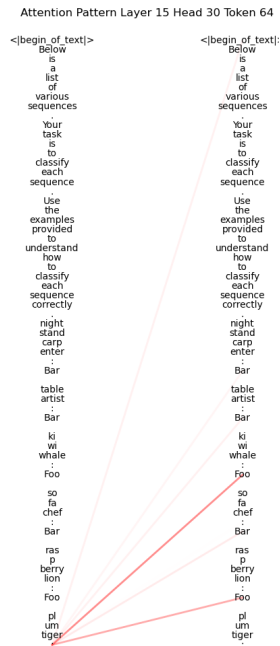 Attention Pattern Layer 15 Head 30 Token 64
<|begin_of_text|>
Below
is
a
list
of
various
sequences
.
Your
task
is
to
classify
each
sequence
.
Use
the
examples
provided
to
understand
how
to
classify
each
sequence
correctly
.
night
stand
carp
enter
:
Bar
table
artist
:
Bar
ki
wi
whale
:
Foo
so
fa
chef
:
Bar
ras
p
berry
lion
:
Foo
pl
um
tiger
:
<|begin_of_text|>
Below
is
a
list
of
various
sequences
.
Your
task
is
to
classify
each
sequence
.
Use
the
examples
provided
to
understand
how
to
classify
each
sequence
correctly
.
night
stand
carp
enter
:
Bar
table
artist
:
Bar
ki
wi
whale
:
Foo
so
fa
chef
:
Bar
ras
p
berry
lion
:
Foo
pl
um
tiger
: